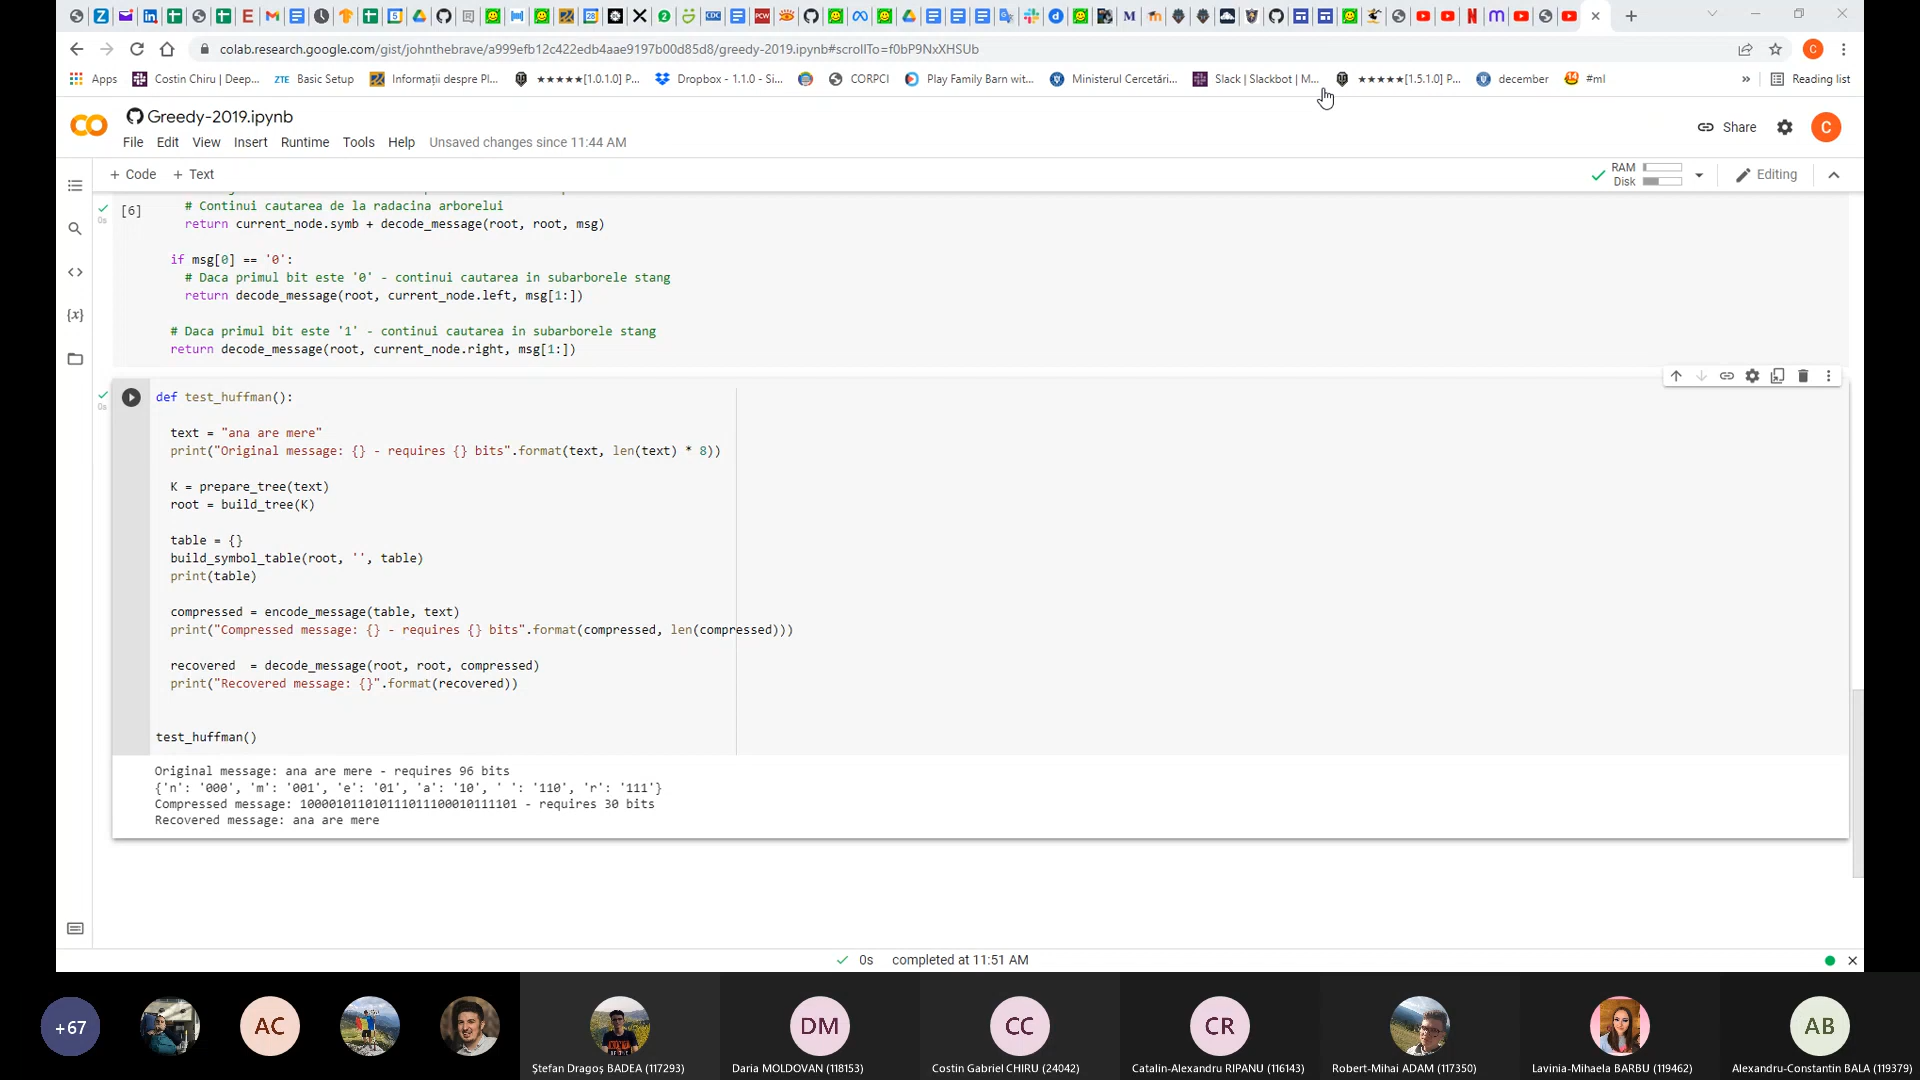 colab.research.google.com/gist/johnthebrave/a999efb12c422edb4aae9197b00d85d8/greedy-2019.ipynb#scrollTo=f0bP9NxXHSUb
Apps
Costin Chiru | Deep...
Basic Setup
Informații despre Pl...
★★★★★[1.0.1.0] P...
Dropbox - 1.1.0 - Si...
CORPCI
Play Family Barn wit...
Ministerul Cercetări...
Slack | Slackbot | M...
★★★★★[1.5.1.0] P...
december
#ml
»
Reading list
Greedy-2019.ipynb
Share
C
File Edit View Insert Runtime Tools Help Unsaved changes since 11:44 AM
+ Code + Text
RAM
Disk
Editing
[6]
# Continui cautarea de la radacina arborelui
return current_node.symb + decode_message(root, root, msg)
if msg[0] == '0':
# Daca primul bit este '0' - continui cautarea in subarborele stang
return decode_message(root, current_node.left, msg[1:])
# Daca primul bit este '1' - continui cautarea in subarborele stang
return decode_message(root, current_node.right, msg[1:])
def test_huffman():
text = "ana are mere"
print("Original message: {} - requires {} bits".format(text, len(text) * 8))
K = prepare_tree(text)
root = build_tree(K)
table = {}
build_symbol_table(root, '', table)
print(table)
compressed = encode_message(table, text)
print("Compressed message: {} - requires {} bits".format(compressed, len(compressed)))
recovered  = decode_message(root, root, compressed)
print("Recovered message: {}".format(recovered))
test_huffman()
Original message: ana are mere - requires 96 bits
{'n': '000', 'm': '001', 'e': '01', 'a': '10', ' ': '110', 'r': '111'}
Compressed message: 100001011010111011100010111101 - requires 30 bits
Recovered message: ana are mere
0s completed at 11:51 AM
+67
AC
DM
CC
CR
AB
Ștefan Dragoș BADEA (117293)
Daria MOLDOVAN (118153)
Costin Gabriel CHIRU (24042)
Catalin-Alexandru RIPANU (116143)
Robert-Mihai ADAM (117350)
Lavinia-Mihaela BARBU (119462)
Alexandru-Constantin BALA (119379)